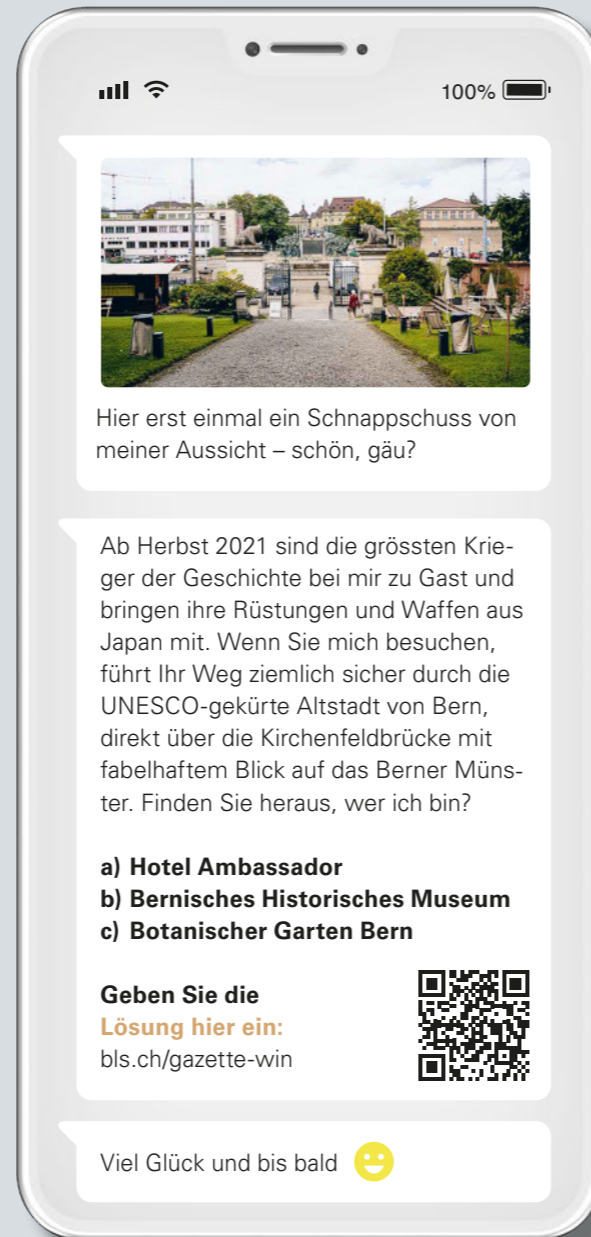 100%
Hier erst einmal ein Schnappschuss von
meiner Aussicht – schön, gäu?
Ab Herbst 2021 sind die grössten Krie-
ger der Geschichte bei mir zu Gast und
bringen ihre Rüstungen und Waffen aus
Japan mit. Wenn Sie mich besuchen,
führt Ihr Weg ziemlich sicher durch die
UNESCO-gekürte Altstadt von Bern,
direkt über die Kirchenfeldbrücke mit
fabelhaftem Blick auf das Berner Müns-
ter. Finden Sie heraus, wer ich bin?
a) Hotel Ambassador
b) Bernisches Historisches Museum
c) Botanischer Garten Bern
Geben Sie die
Lösung hier ein:
bls.ch/gazette-win
Viel Glück und bis bald